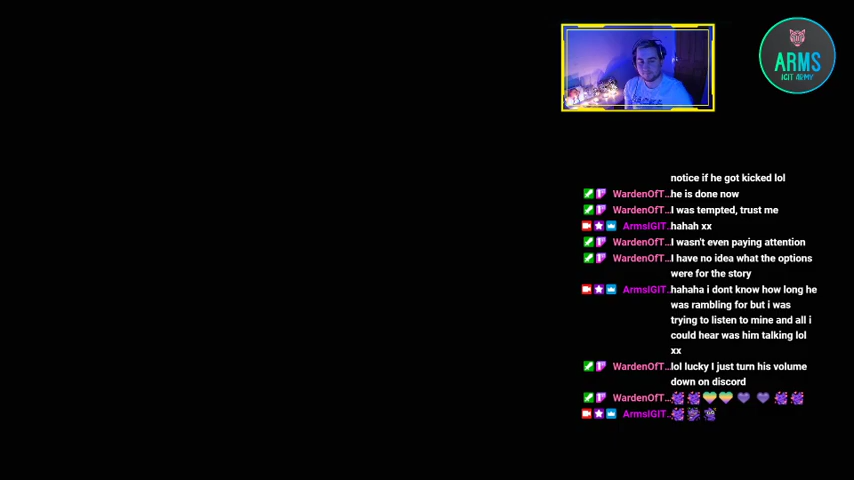 ARMS
IGIT ARMY
notice if he got kicked lol
WardenOfT... he is done now
WardenOfT... I was tempted, trust me
ArmsIGIT... hahah xx
WardenOfT... I wasn't even paying attention
WardenOfT... I have no idea what the options
were for the story
ArmsIGIT... hahaha i dont know how long he
was rambling for but i was
trying to listen to mine and all i
could hear was him talking lol
xx
WardenOfT... lol lucky I just turn his volume
down on discord
WardenOfT...
ArmsIGIT...